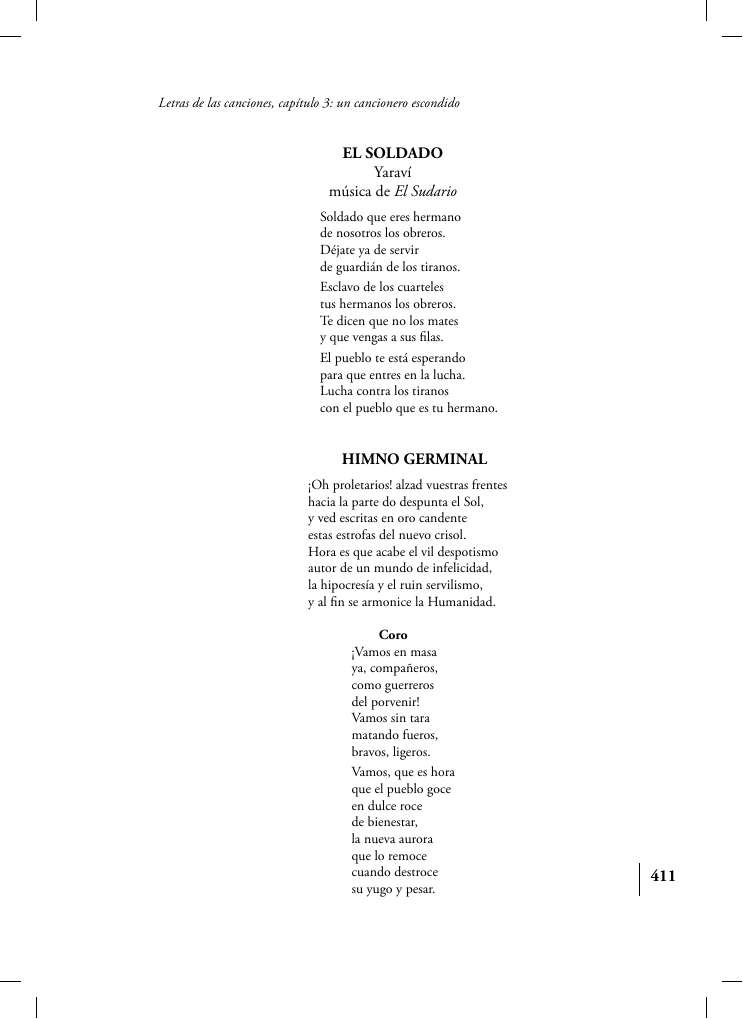 Letras de las canciones, capítulo 3: un cancionero escondido
EL SOLDADO
Yaraví
música de El Sudario
Soldado que eres hermano
de nosotros los obreros.
Déjate ya de servir
de guardián de los tiranos.
Esclavo de los cuarteles
tus hermanos los obreros.
Te dicen que no los mates
y que vengas a sus filas.
El pueblo te está esperando
para que entres en la lucha.
Lucha contra los tiranos
con el pueblo que es tu hermano.
HIMNO GERMINAL
¡Oh proletarios! alzad vuestras frentes
hacia la parte do despunta el Sol,
y ved escritas en oro candente
estas estrofas del nuevo crisol.
Hora es que acabe el vil despotismo
autor de un mundo de infelicidad,
la hipocresía y el ruin servilismo,
y al fin se armonice la Humanidad.
Coro
¡Vamos en masa
ya, compañeros,
como guerreros
del porvenir!
Vamos sin tara
matando fueros,
bravos, ligeros.
Vamos, que es hora
que el pueblo goce
en dulce roce
de bienestar,
la nueva aurora
que lo remoce
cuando destroce
su yugo y pesar.
411